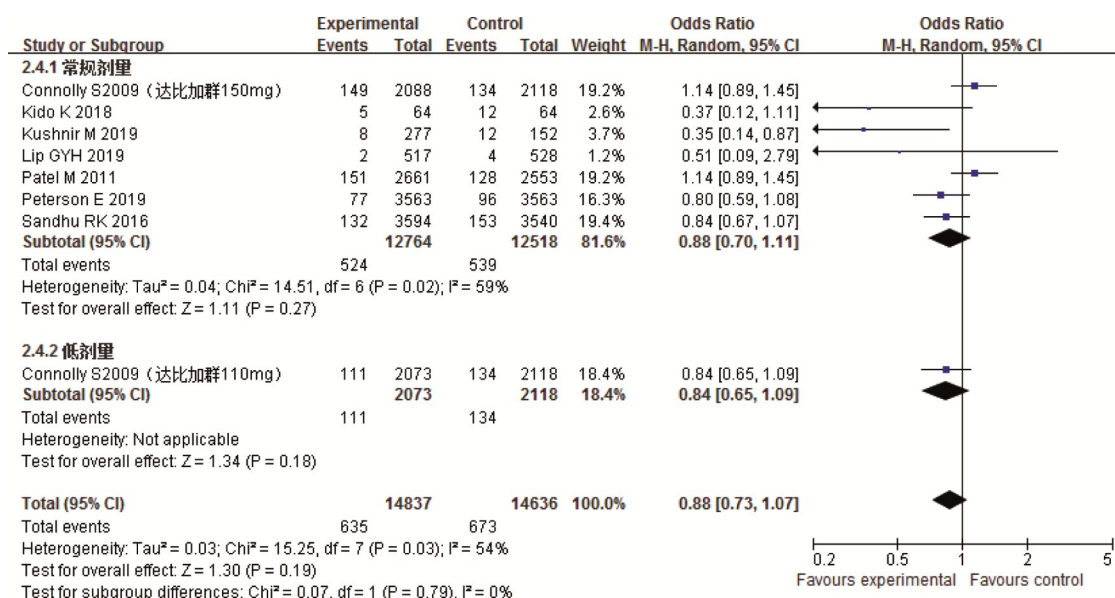 Experimental Control Odds Ratio Odds Ratio
Study or Subgroup Events Total Events Total Weight M-H, Random, 95% CI M-H, Random, 95% CI
2.4.1 常规剂量
Connolly S2009（达比加群150mg） 149 2088 134 2118 19.2% 1.14 [0.89, 1.45]
Kido K 2018 5 64 12 64 2.6% 0.37 [0.12, 1.11]
Kushnir M 2019 8 277 12 152 3.7% 0.35 [0.14, 0.87]
Lip GYH 2019 2 517 4 528 1.2% 0.51 [0.09, 2.79]
Patel M 2011 151 2661 128 2553 19.2% 1.14 [0.89, 1.45]
Peterson E 2019 77 3563 96 3563 16.3% 0.80 [0.59, 1.08]
Sandhu RK 2016 132 3594 153 3540 19.4% 0.84 [0.67, 1.07]
Subtotal (95% CI) 12764 12518 81.6% 0.88 [0.70, 1.11]
Total events 524 539
Heterogeneity: Tau² = 0.04; Chi² = 14.51, df = 6 (P = 0.02); I² = 59%
Test for overall effect: Z = 1.11 (P = 0.27)
2.4.2 低剂量
Connolly S2009（达比加群110mg） 111 2073 134 2118 18.4% 0.84 [0.65, 1.09]
Subtotal (95% CI) 2073 2118 18.4% 0.84 [0.65, 1.09]
Total events 111 134
Heterogeneity: Not applicable
Test for overall effect: Z = 1.34 (P = 0.18)
Total (95% CI) 14837 14636 100.0% 0.88 [0.73, 1.07]
Total events 635 673
Heterogeneity: Tau² = 0.03; Chi² = 15.25, df = 7 (P = 0.03); I² = 54%
Test for overall effect: Z = 1.30 (P = 0.19)
Test for subgroup differences: Chi² = 0.07, df = 1 (P = 0.79), I² = 0%
0.2 0.5 1 2 5
Favours experimental Favours control